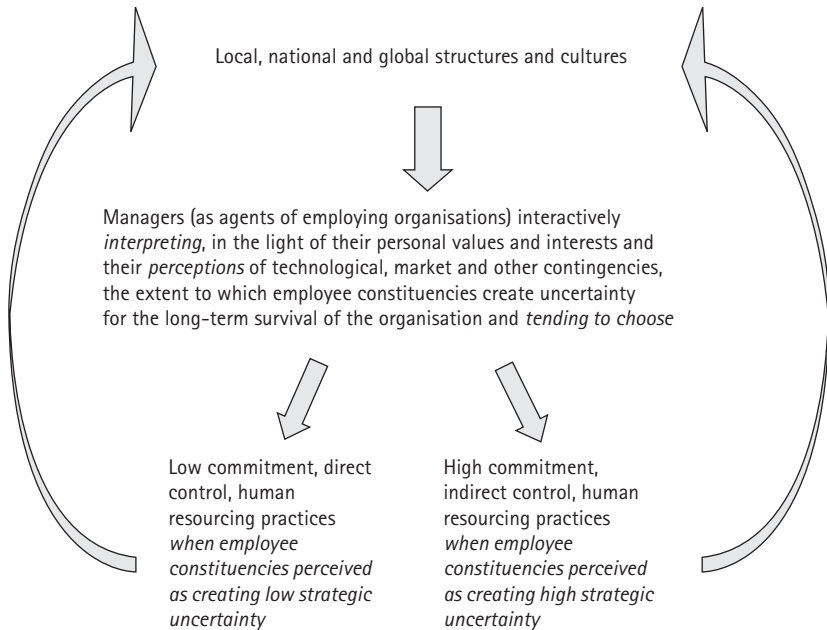 Local, national and global structures and cultures
Managers (as agents of employing organisations) interactively
interpreting, in the light of their personal values and interests and
their perceptions of technological, market and other contingencies,
the extent to which employee constituencies create uncertainty
for the long-term survival of the organisation and tending to choose
Low commitment, direct
control, human
resourcing practices
when employee
constituencies perceived
as creating low strategic
uncertainty
High commitment,
indirect control, human
resourcing practices
when employee
constituencies perceived
as creating high strategic
uncertainty